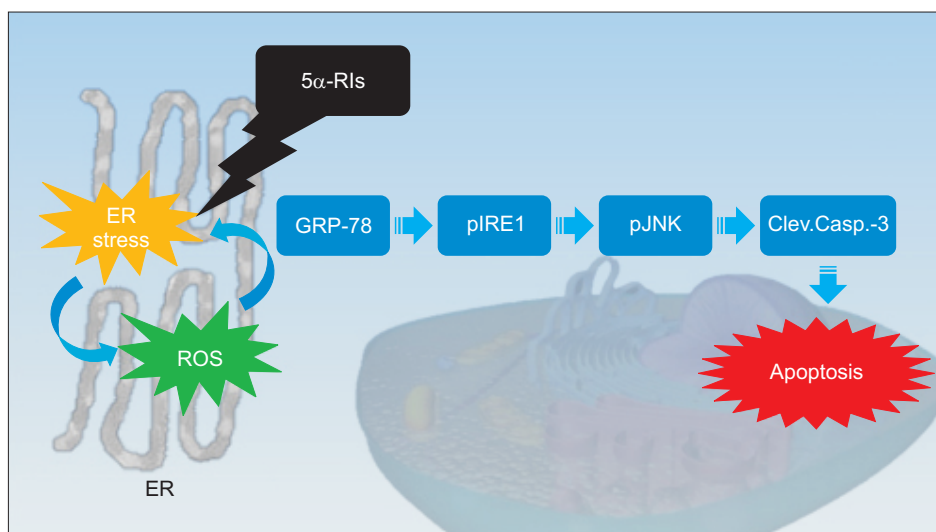 5α-RIs
ER
stress
GRP-78
pIRE1
pJNK
Clev.Casp.-3
ROS
Apoptosis
ER